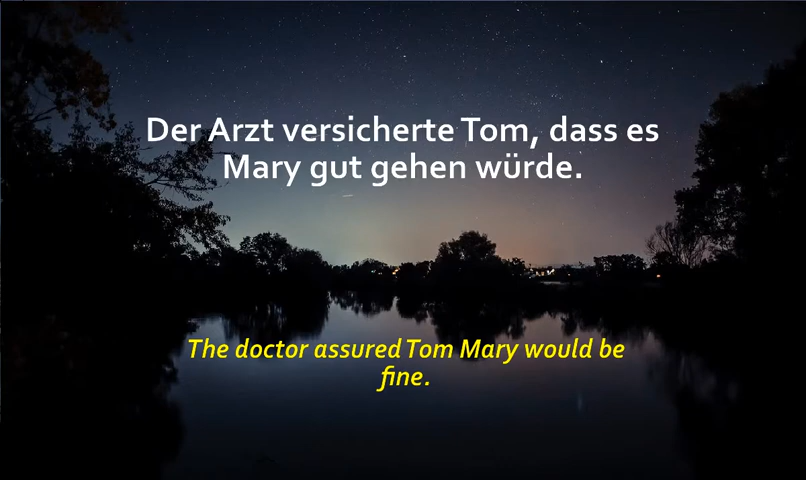 Der Arzt versicherte Tom, dass es
Mary gut gehen würde.
The doctor assured Tom Mary would be
fine.